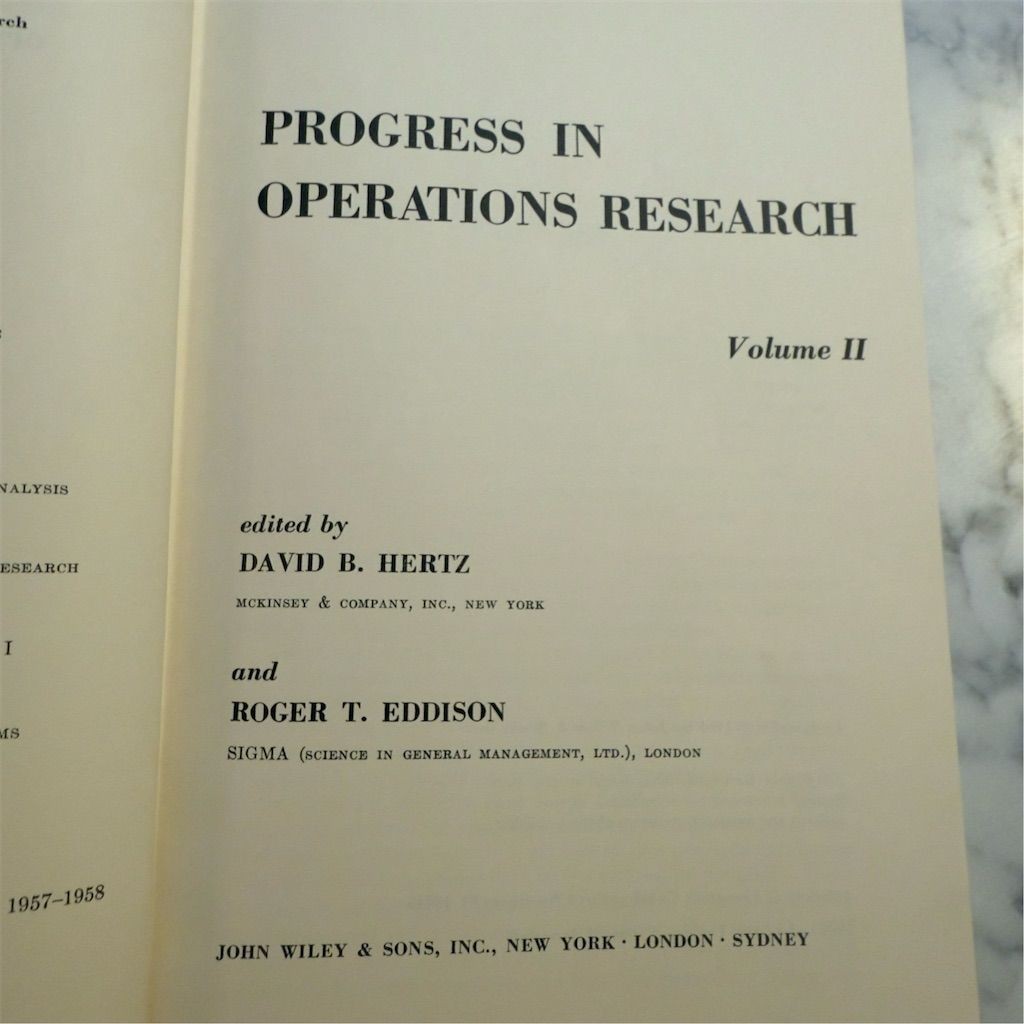 NALYSIS
ESEARCH
I
MS
1957–1958
PROGRESS IN
OPERATIONS RESEARCH
Volume II
edited by
DAVID B. HERTZ
MCKINSEY & COMPANY, INC., NEW YORK
and
ROGER T. EDDISON
SIGMA (SCIENCE IN GENERAL MANAGEMENT, LTD.), LONDON
JOHN WILEY & SONS, INC., NEW YORK · LONDON · SYDNEY